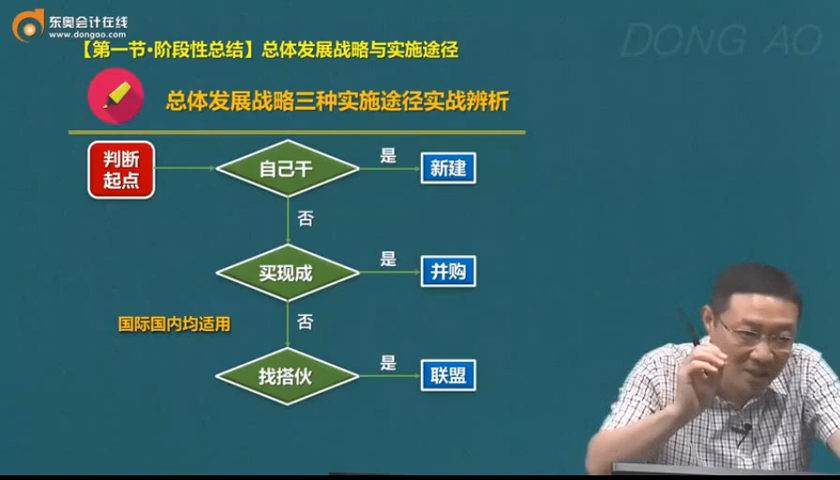 东奥会计在线
www.dongao.com
DONG AO
【第一节·阶段性总结】总体发展战略与实施途径
总体发展战略三种实施途径实战辨析
判断
起点
自己干
是
新建
否
买现成
是
并购
国际国内均适用
否
找搭伙
是
联盟